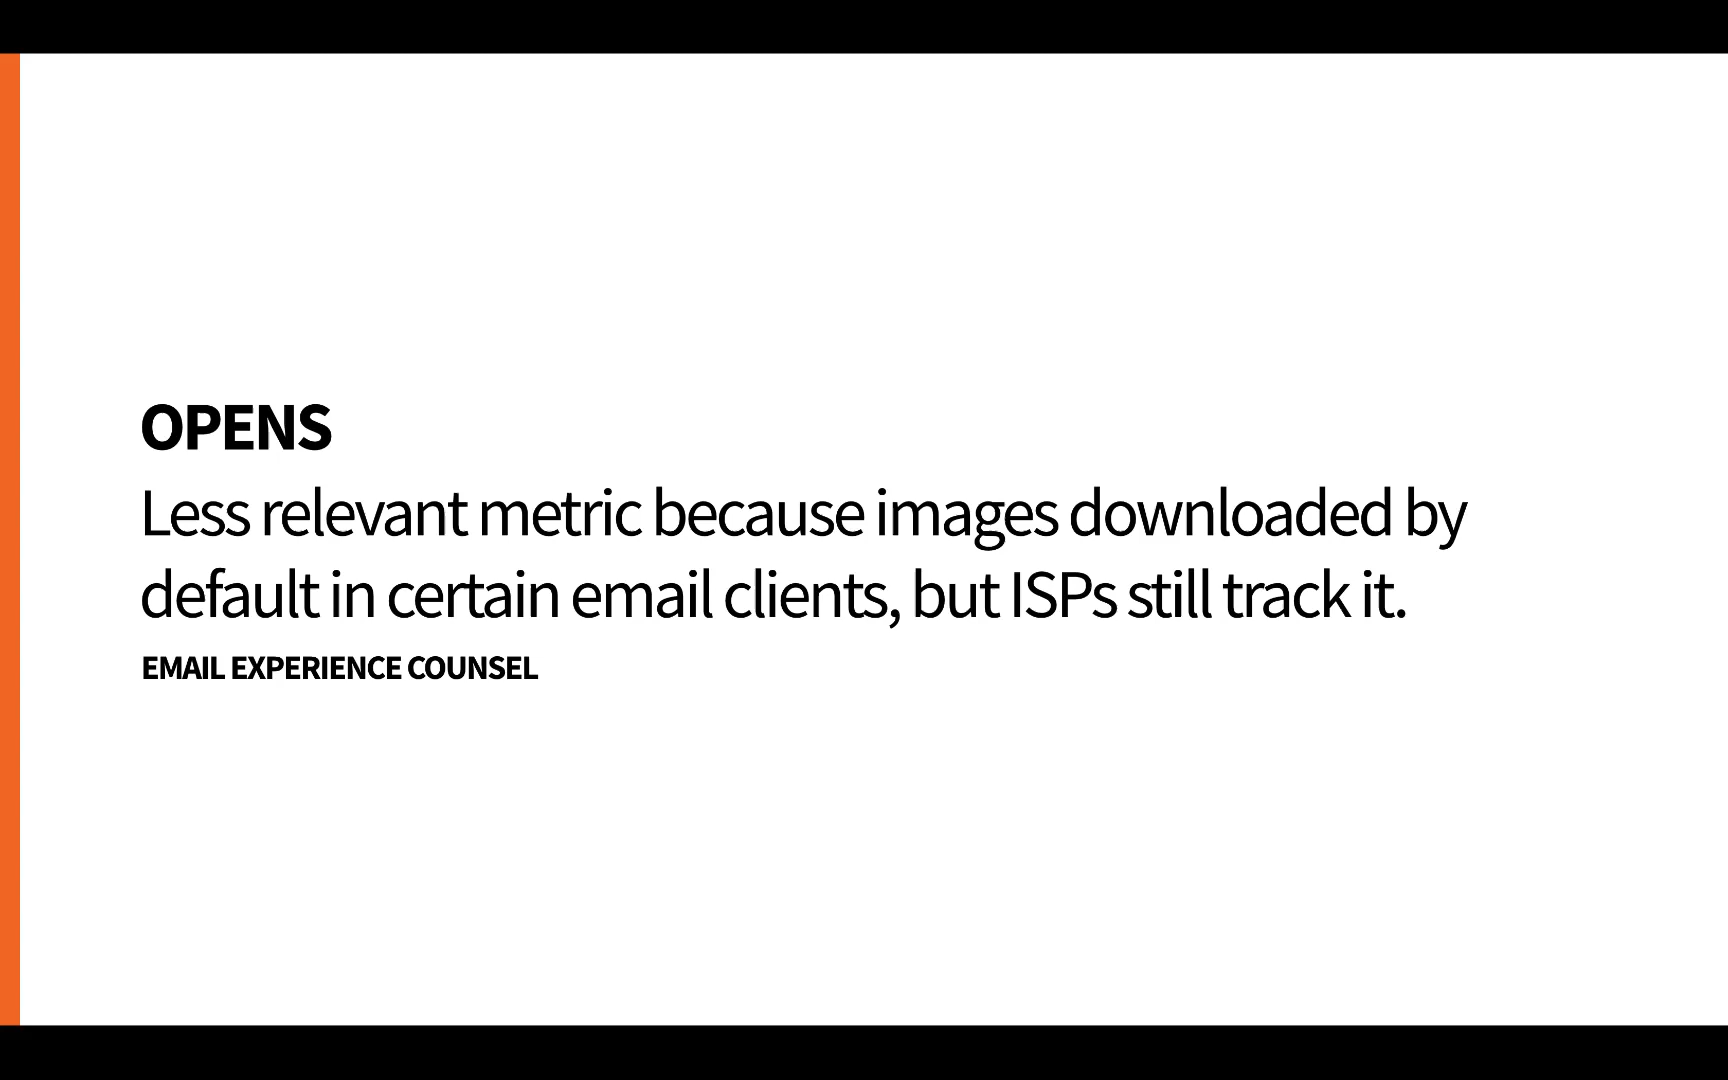 OPENS
Less relevant metric because images downloaded by
default in certain email clients, but ISPs still track it.
EMAIL EXPERIENCE COUNSEL